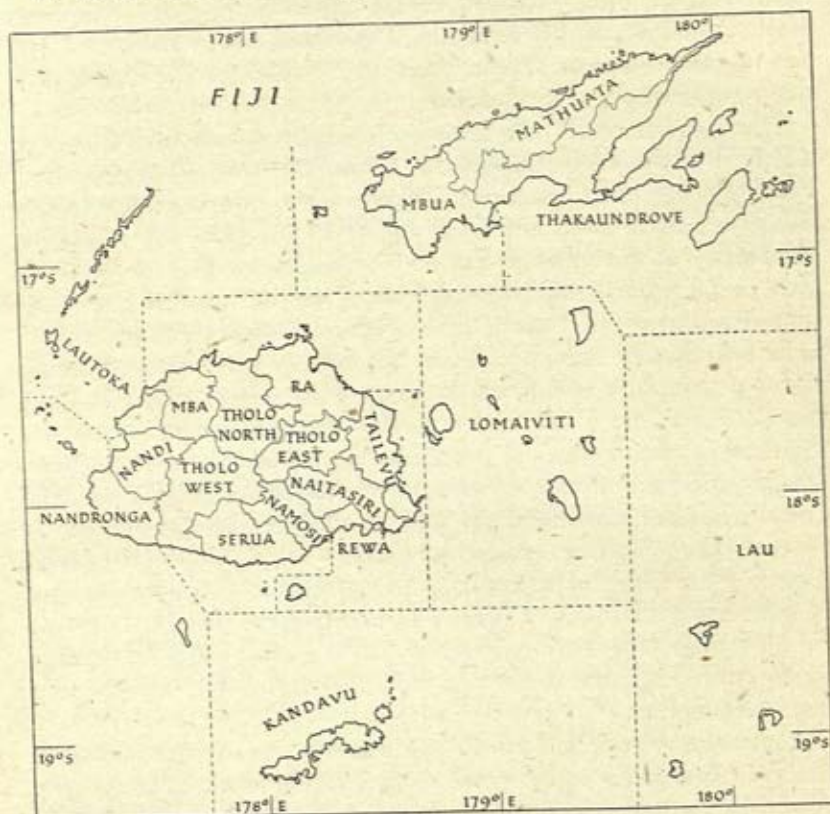 178° E
179° E
180°
FIJI
MATHUATA
MBUA
THAKAUNDROVE
17°S
17°S
LAUTOKA
RA
MBA
THOLO
NORTH
TAILEVU
LOMAIVITI
THOLO
EAST
NANDI
THOLO
WEST
NAITASIRI
18°S
NANDRONGA
NAMOSI
SERUA
REWA
LAU
KANDAVU
19°S
19°S
178° E
179° E
180°